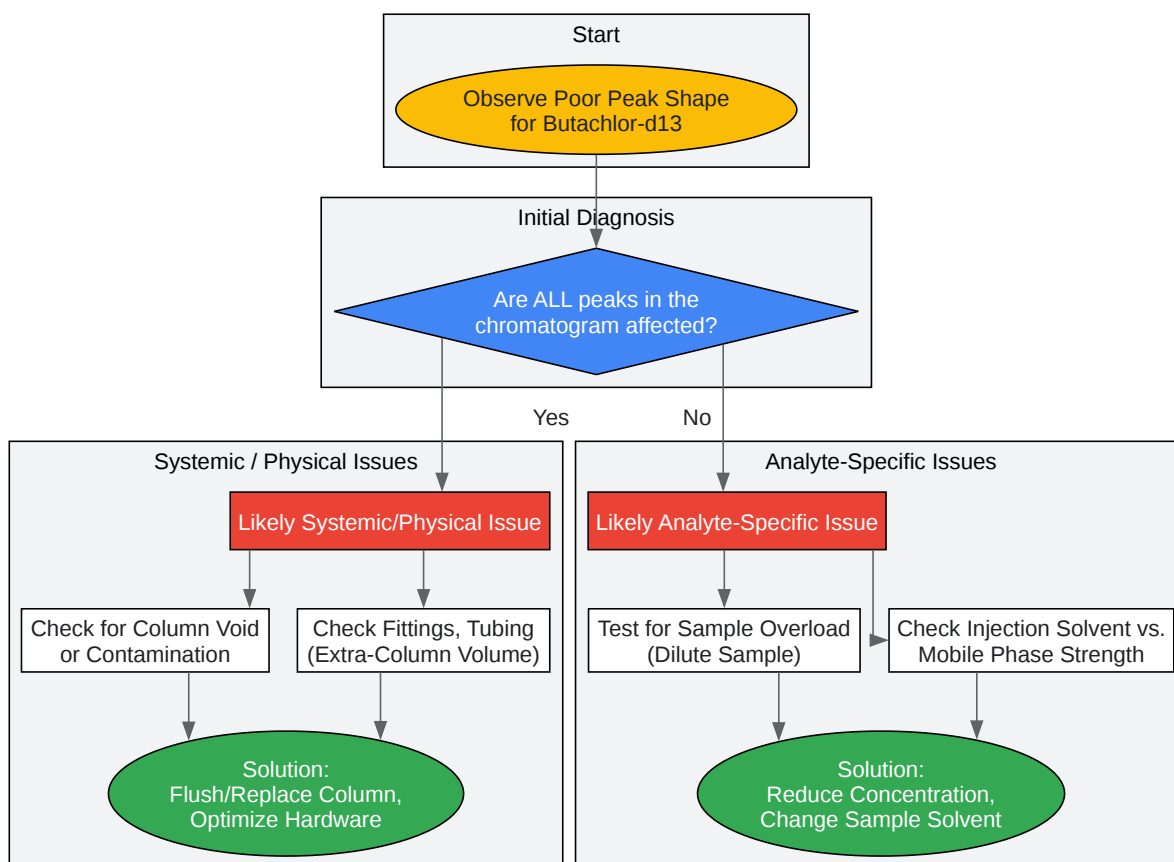 Start
Observe Poor Peak Shape
for Butachlor-d13
Initial Diagnosis
Are ALL peaks in the
chromatogram affected?
Yes
No
Systemic / Physical Issues
Likely Systemic/Physical Issue
Check for Column Void
or Contamination
Check Fittings, Tubing
(Extra-Column Volume)
Solution:
Flush/Replace Column,
Optimize Hardware
Analyte-Specific Issues
Likely Analyte-Specific Issue
Test for Sample Overload
(Dilute Sample)
Check Injection Solvent vs.
Mobile Phase Strength
Solution:
Reduce Concentration,
Change Sample Solvent